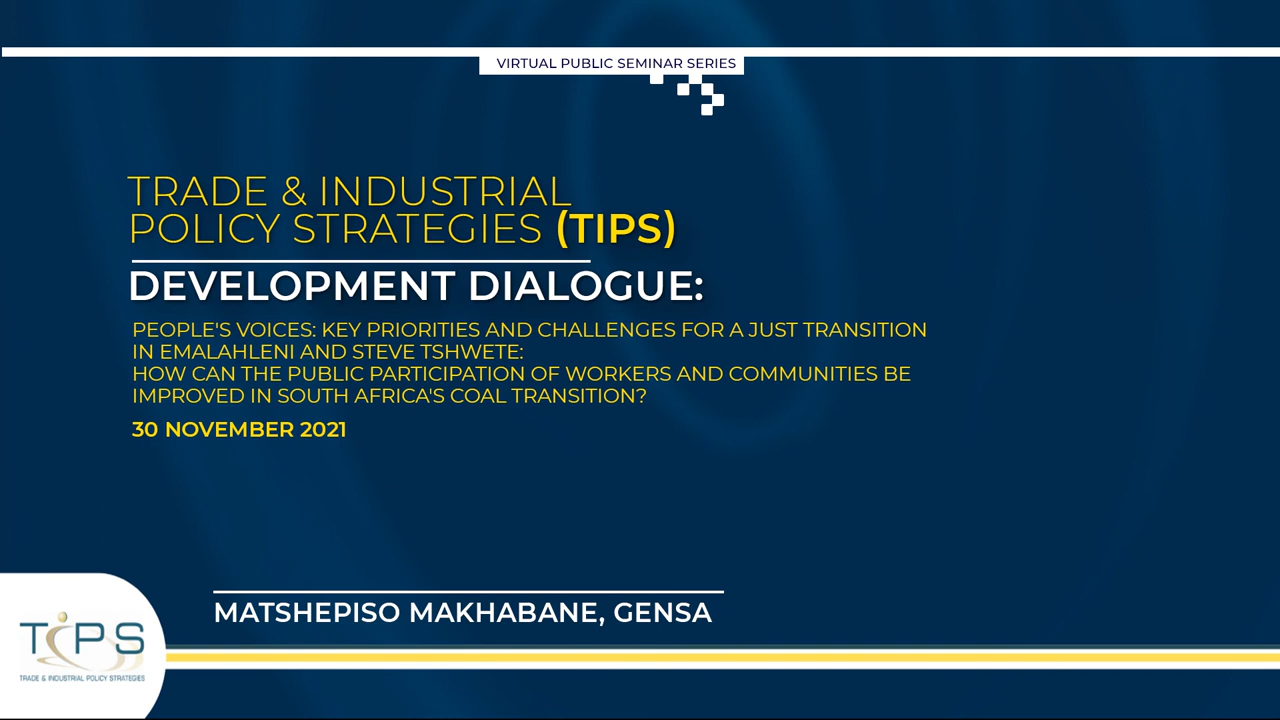 VIRTUAL PUBLIC SEMINAR SERIES
TRADE & INDUSTRIAL
POLICY STRATEGIES (TIPS)
DEVELOPMENT DIALOGUE:
PEOPLE'S VOICES: KEY PRIORITIES AND CHALLENGES FOR A JUST TRANSITION
IN EMALAHLENI AND STEVE TSHWETE:
HOW CAN THE PUBLIC PARTICIPATION OF WORKERS AND COMMUNITIES BE
IMPROVED IN SOUTH AFRICA'S COAL TRANSITION?
30 NOVEMBER 2021
MATSHEPISO MAKHABANE, GENSA
TIPS
TRADE & INDUSTRIAL POLICY STRATEGIES